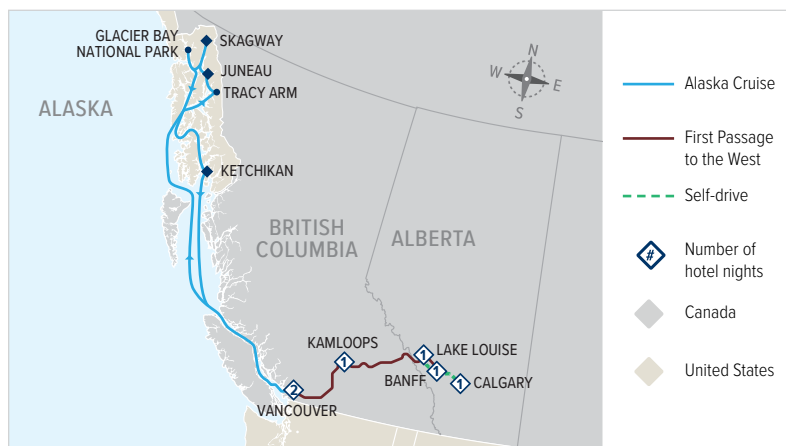 GLACIER BAY
NATIONAL PARK
SKAGWAY
JUNEAU
TRACY ARM
ALASKA
KETCHIKAN
BRITISH
COLUMBIA
ALBERTA
KAMLOOPS
1
1
LAKE LOUISE
BANFF
1
1
CALGARY
2
VANCOUVER
N
W
E
S
Alaska Cruise
First Passage
to the West
Self-drive
#
Number of
hotel nights
Canada
United States